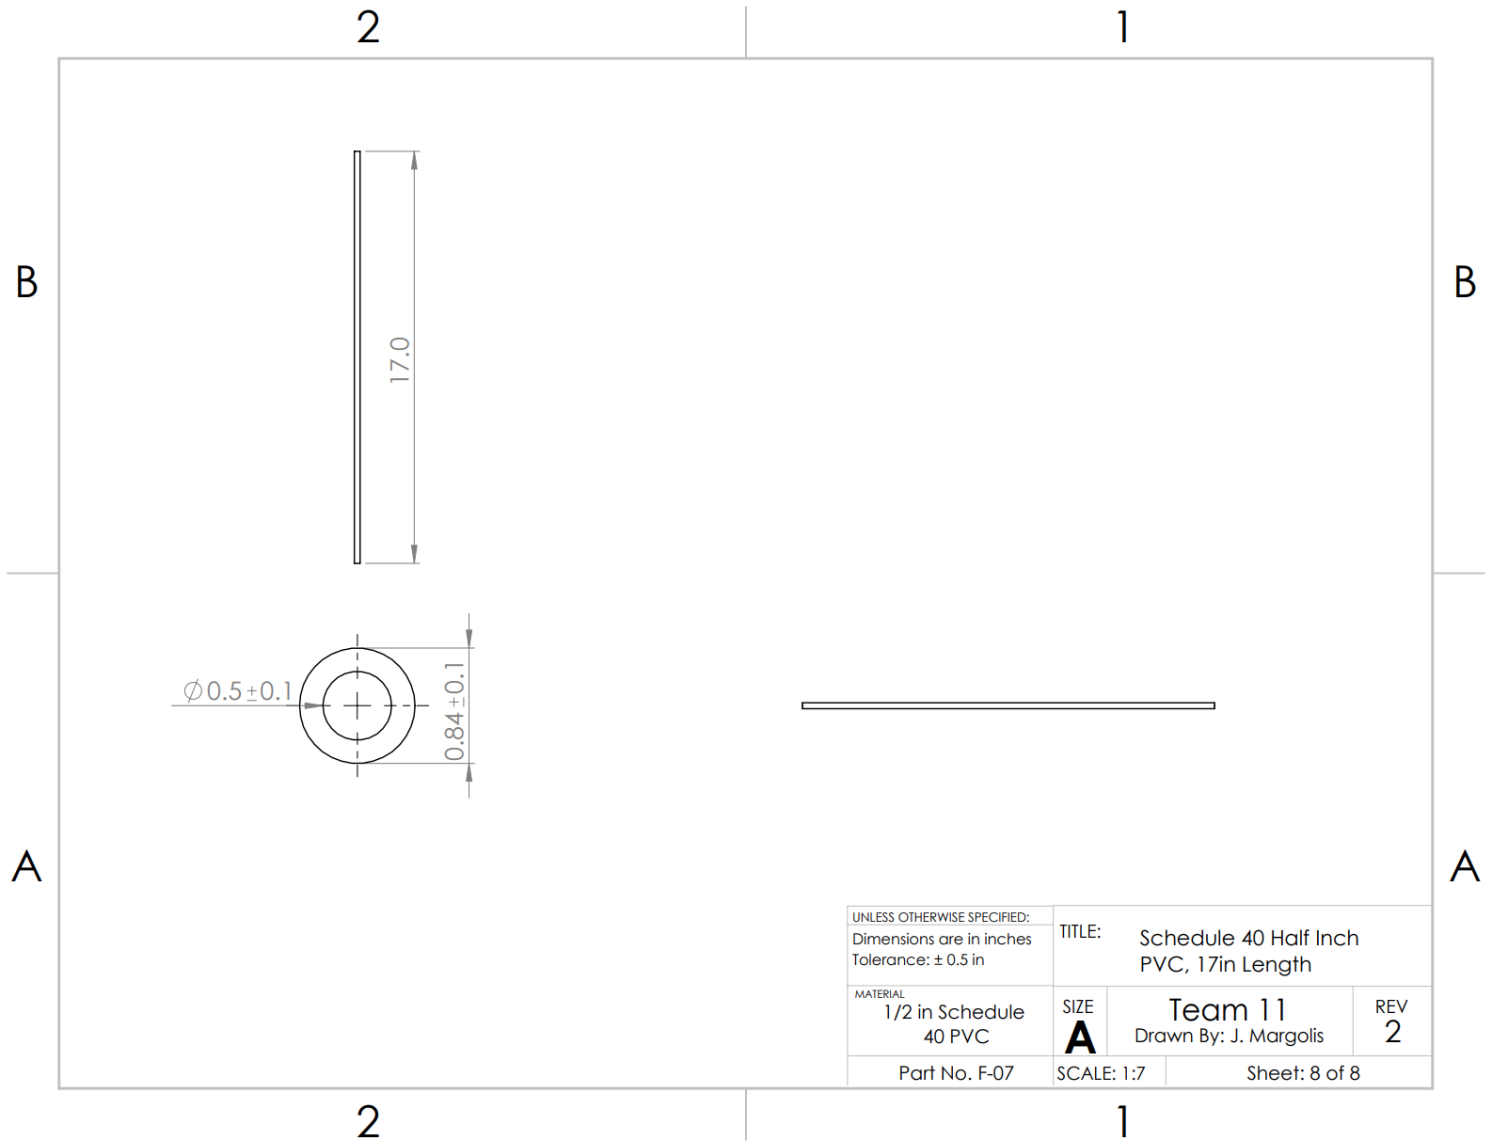 2 1
B B
17.0
⌀0.5±0.1
0.84±0.1
A A
UNLESS OTHERWISE SPECIFIED:
Dimensions are in inches
Tolerance: ± 0.5 in
TITLE:
Schedule 40 Half Inch
PVC, 17in Length
MATERIAL
1/2 in Schedule
40 PVC
SIZE
A
Team 11
Drawn By: J. Margolis
REV
2
Part No. F-07
SCALE: 1:7
Sheet: 8 of 8
2 1